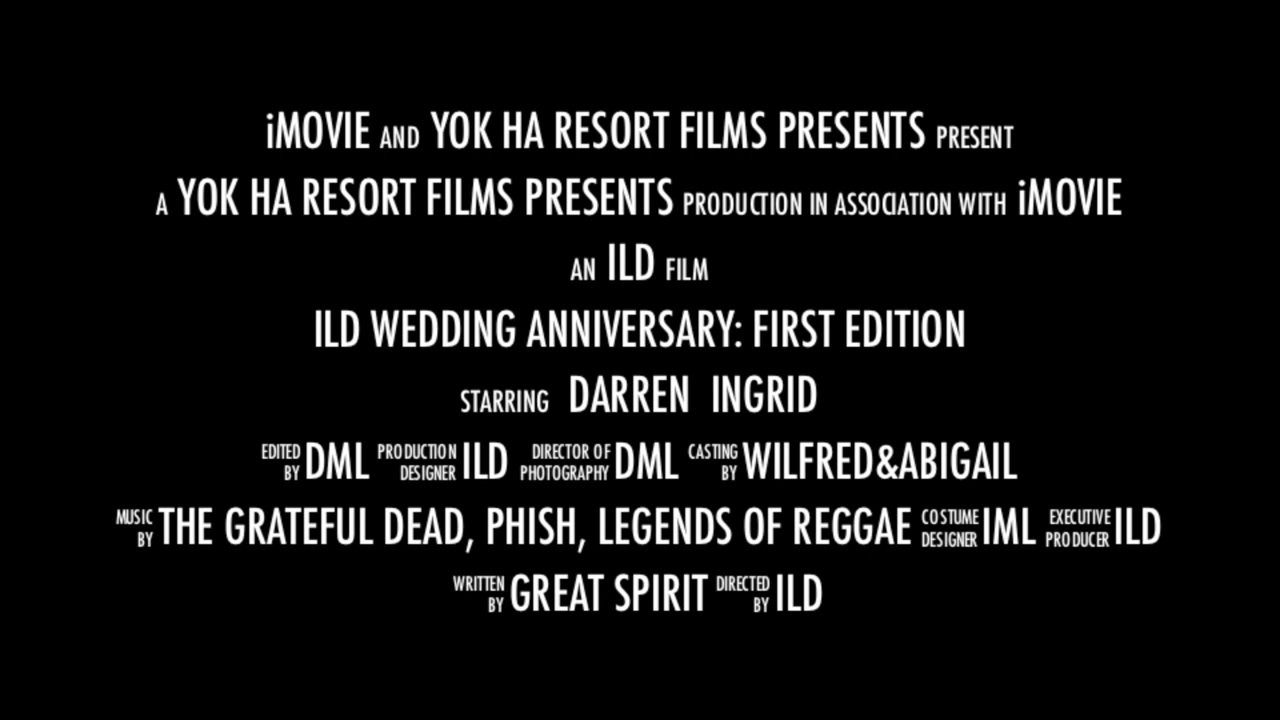 iMOVIE AND YOK HA RESORT FILMS PRESENTS PRESENT
A YOK HA RESORT FILMS PRESENTS PRODUCTION IN ASSOCIATION WITH iMOVIE
AN ILD FILM
ILD WEDDING ANNIVERSARY: FIRST EDITION
STARRING DARREN INGRID
EDITED BY DML PRODUCTION DESIGNER ILD DIRECTOR OF PHOTOGRAPHY DML CASTING BY WILFRED&ABIGAIL
MUSIC BY THE GRATEFUL DEAD, PHISH, LEGENDS OF REGGAE COSTUME DESIGNER IML EXECUTIVE PRODUCER ILD
WRITTEN BY GREAT SPIRIT DIRECTED BY ILD